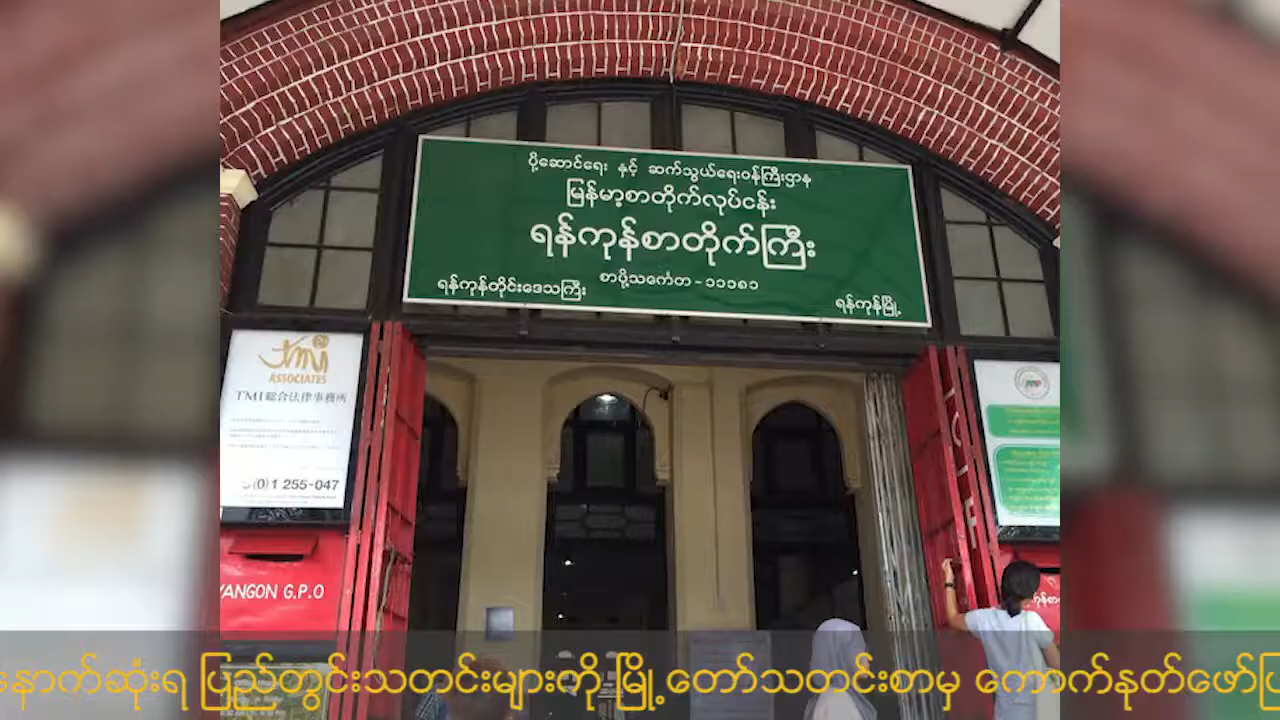 ပို့ဆောင်ရေး နှင့် ဆက်သွယ်ရေးဝန်ကြီးဌာန
မြန်မာ့စာတိုက်လုပ်ငန်း
ရန်ကုန်စာတိုက်ကြီး
စာပို့သင်္ကေတ - ၁၁၁၈၁
ရန်ကုန်တိုင်းဒေသကြီး
ရန်ကုန်မြို့
tmi
ASSOCIATES
TMI総合法律事務所
(0)1 255-047
YANGON G.P.O
နောက်ဆုံးရ ပြည်တွင်းသတင်းများကို မြို့တော်သတင်းစာမှ ကောက်နုတ်ဖော်ပြ